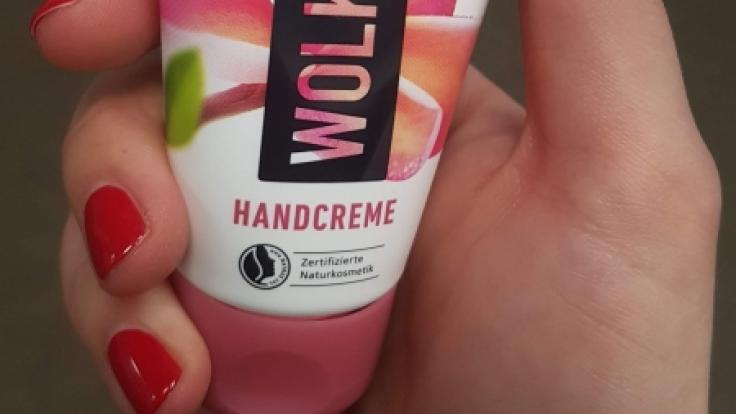 WOLK
HANDCREME
Zertifizierte
Naturkosmetik